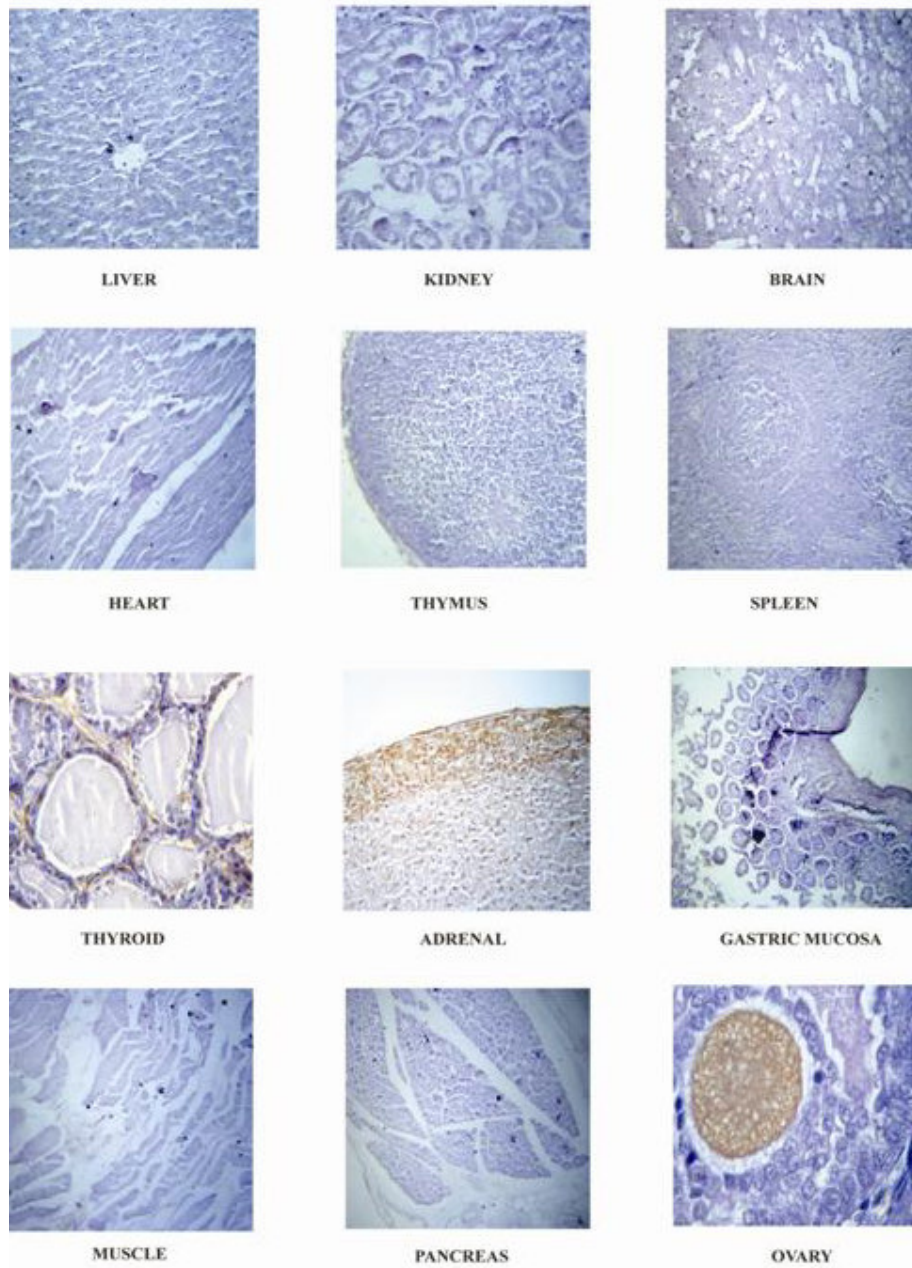 LIVER
KIDNEY
BRAIN
HEART
THYMUS
SPLEEN
THYROID
ADRENAL
GASTRIC MUCOSA
MUSCLE
PANCREAS
OVARY